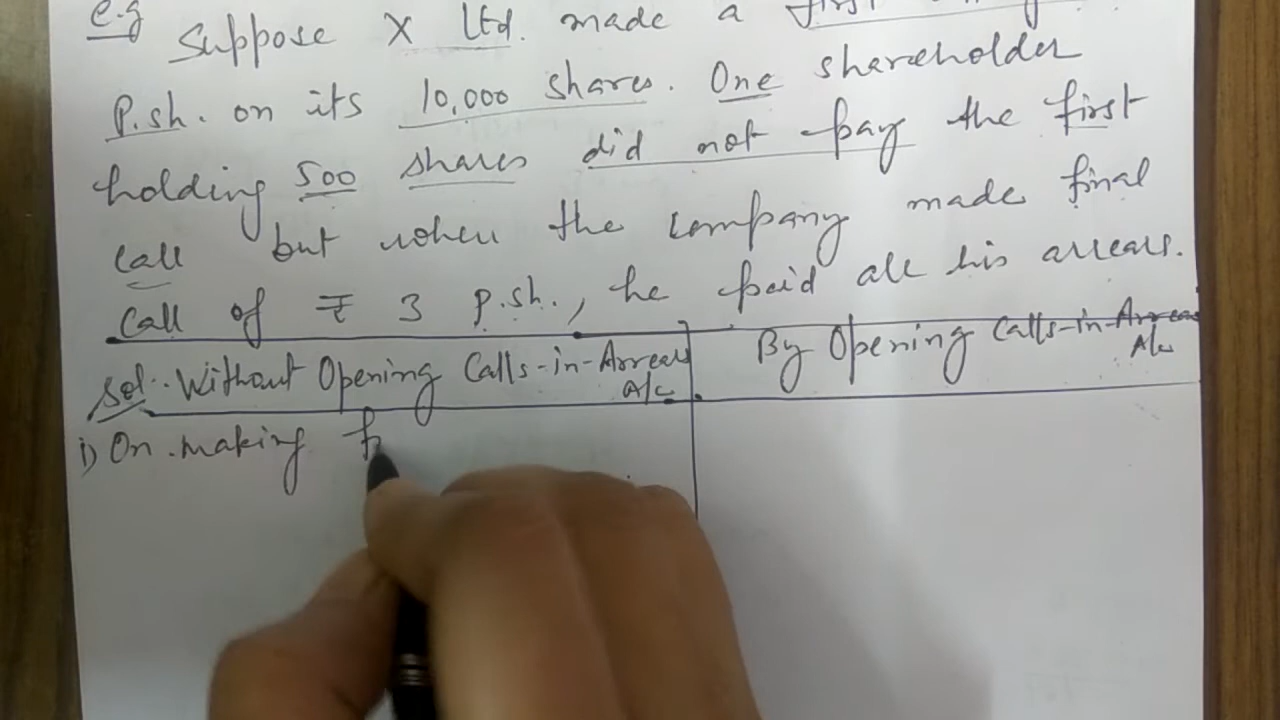 e.g Suppose X Ltd. made a first
P.sh. on its 10,000 shares. One shareholder
holding 500 shares did not pay the first
call but when the company made final
call of ₹ 3 P.sh., he paid all his arrears.
Sol:. Without Opening Calls-in-Arrears A/c
By Opening Calls-in-Arrears A/c
i) On making